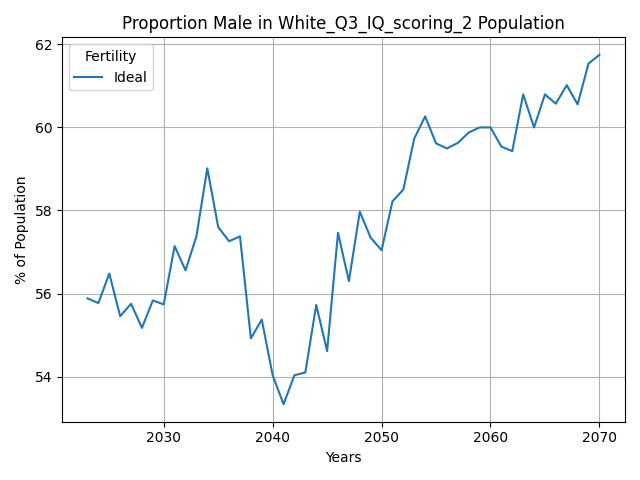 Proportion Male in White_Q3_IQ_scoring_2 Population
Fertility
Ideal
% of Population
62
60
58
56
54
2030 2040 2050 2060 2070
Years